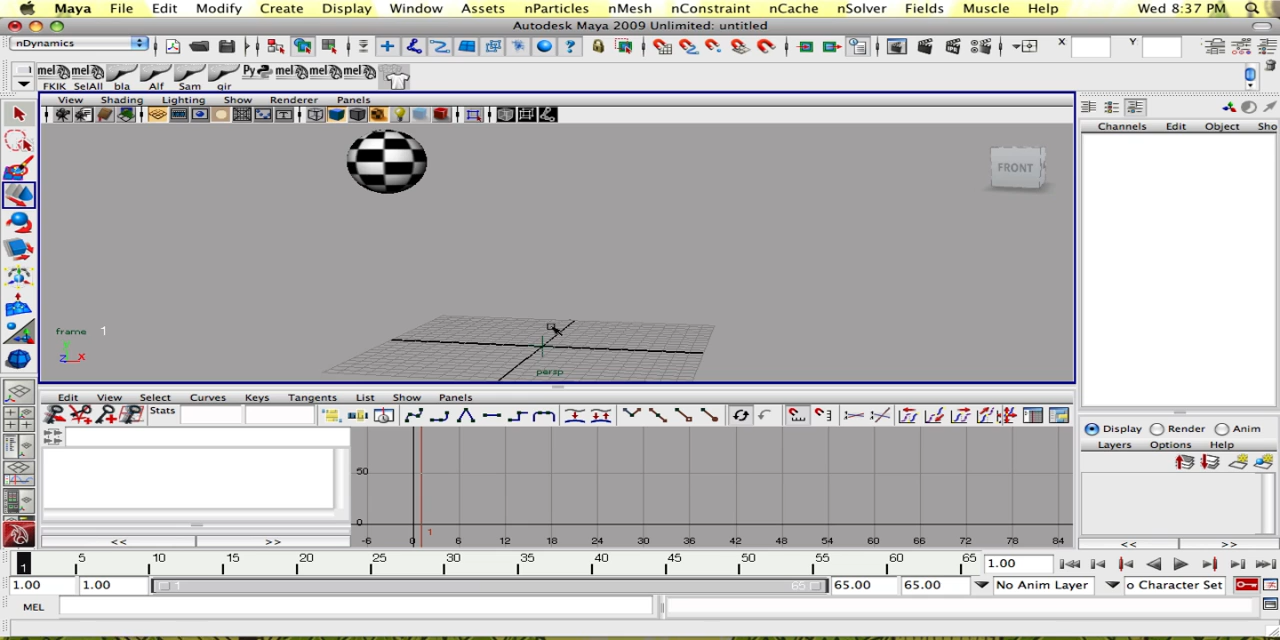 Maya File Edit Modify Create Display Window Assets nParticles nMesh nConstraint nCache nSolver Fields Muscle Help Wed 8:37 PM
Autodesk Maya 2009 Unlimited: untitled
nDynamics X Y
mel mel Py mel mel mel
FKIK SelAll bla Alf Sam gir
View Shading Lighting Show Renderer Panels
Channels Edit Object Sho
FRONT
frame 1
z x
persp
Edit View Select Curves Keys Tangents List Show Panels
Stats
Display Render Anim
Layers Options Help
50
0
1
-6 0 6 12 18 24 30 36 42 48 54 60 66 72 78 84
<< >>
<< >>
1 5 10 15 20 25 30 35 40 45 50 55 60 65 1.00
1.00 1.00 1 65 65.00 65.00 No Anim Layer o Character Set
MEL